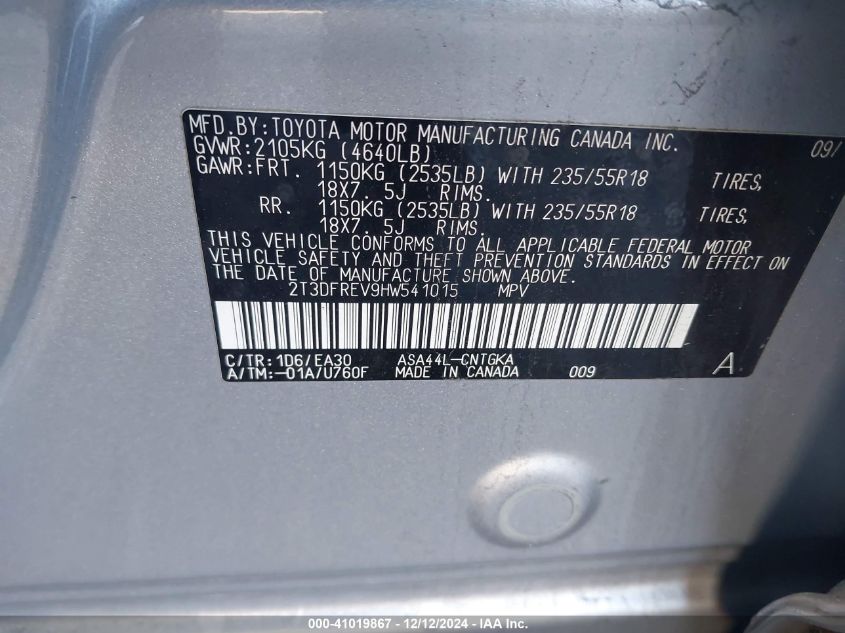 MFD.BY:TOYOTA MOTOR MANUFACTURING CANADA INC. 09/
GVWR:2105KG (4640LB)
GAWR:FRT. 1150KG (2535LB) WITH 235/55R18 TIRES,
18X7. 5J RIMS.
RR. 1150KG (2535LB) WITH 235/55R18 TIRES,
18X7. 5J RIMS.
THIS VEHICLE CONFORMS TO ALL APPLICABLE FEDERAL MOTOR
VEHICLE SAFETY AND THEFT PREVENTION STANDARDS IN EFFECT ON
THE DATE OF MANUFACTURE SHOWN ABOVE.
2T3DFREV9HW541015 MPV
C/TR:1D6/EA30 ASA44L-CNTGKA
A/TM:-01A/U760F MADE IN CANADA 009 A
000-41019867 - 12/12/2024 - IAA Inc.